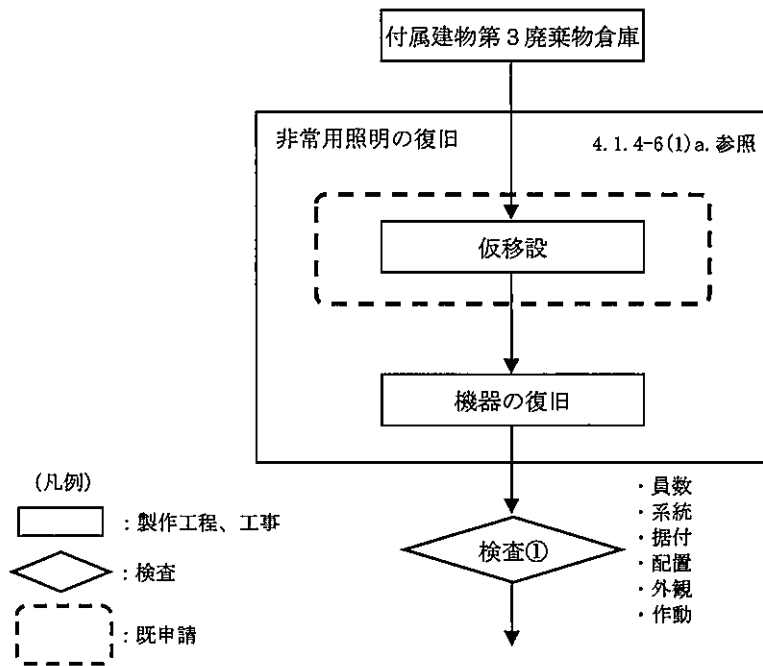 付属建物第3廃棄物倉庫
非常用照明の復旧
4.1.4-6(1)a.参照
仮移設
機器の復旧
検査①
・員数
・系統
・据付
・配置
・外観
・作動
(凡例)
：製作工程、工事
：検査
：既申請